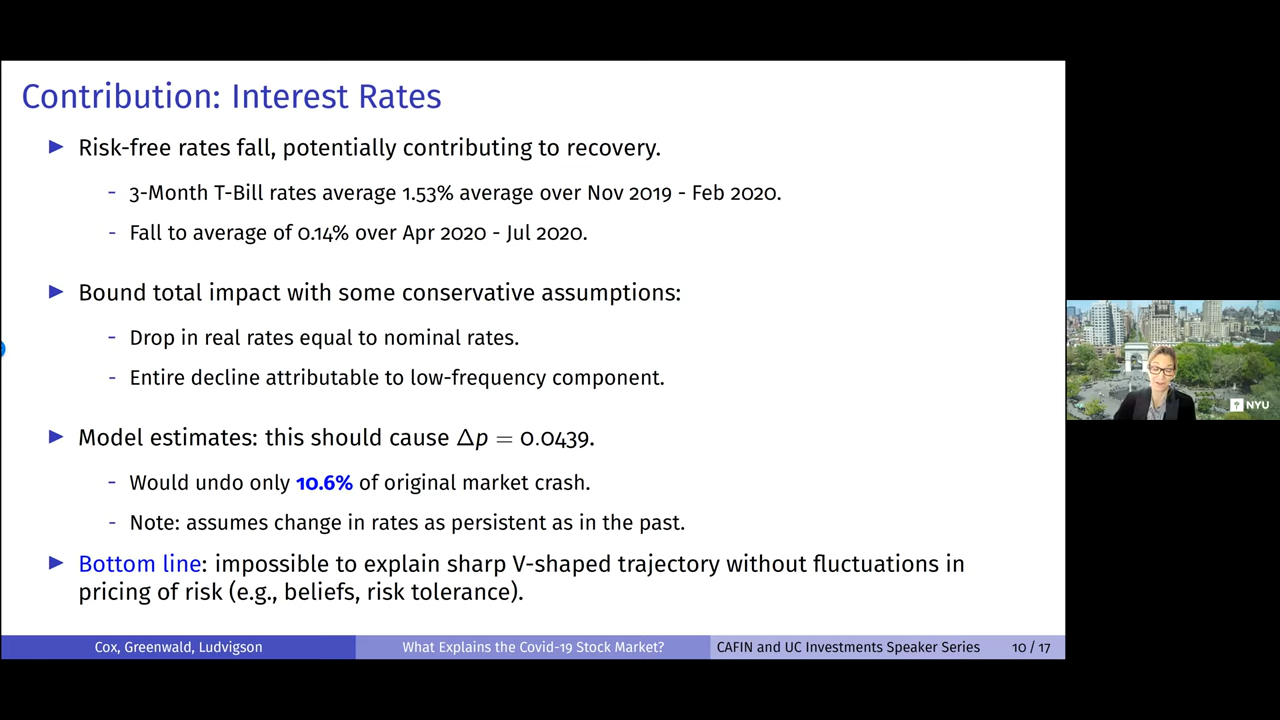 Contribution: Interest Rates
► Risk-free rates fall, potentially contributing to recovery.
- 3-Month T-Bill rates average 1.53% average over Nov 2019 - Feb 2020.
- Fall to average of 0.14% over Apr 2020 - Jul 2020.
► Bound total impact with some conservative assumptions:
- Drop in real rates equal to nominal rates.
- Entire decline attributable to low-frequency component.
► Model estimates: this should cause Δp = 0.0439.
- Would undo only 10.6% of original market crash.
- Note: assumes change in rates as persistent as in the past.
► Bottom line: impossible to explain sharp V-shaped trajectory without fluctuations in
pricing of risk (e.g., beliefs, risk tolerance).
Cox, Greenwald, Ludvigson
What Explains the Covid-19 Stock Market?
CAFIN and UC Investments Speaker Series
10 / 17
NYU